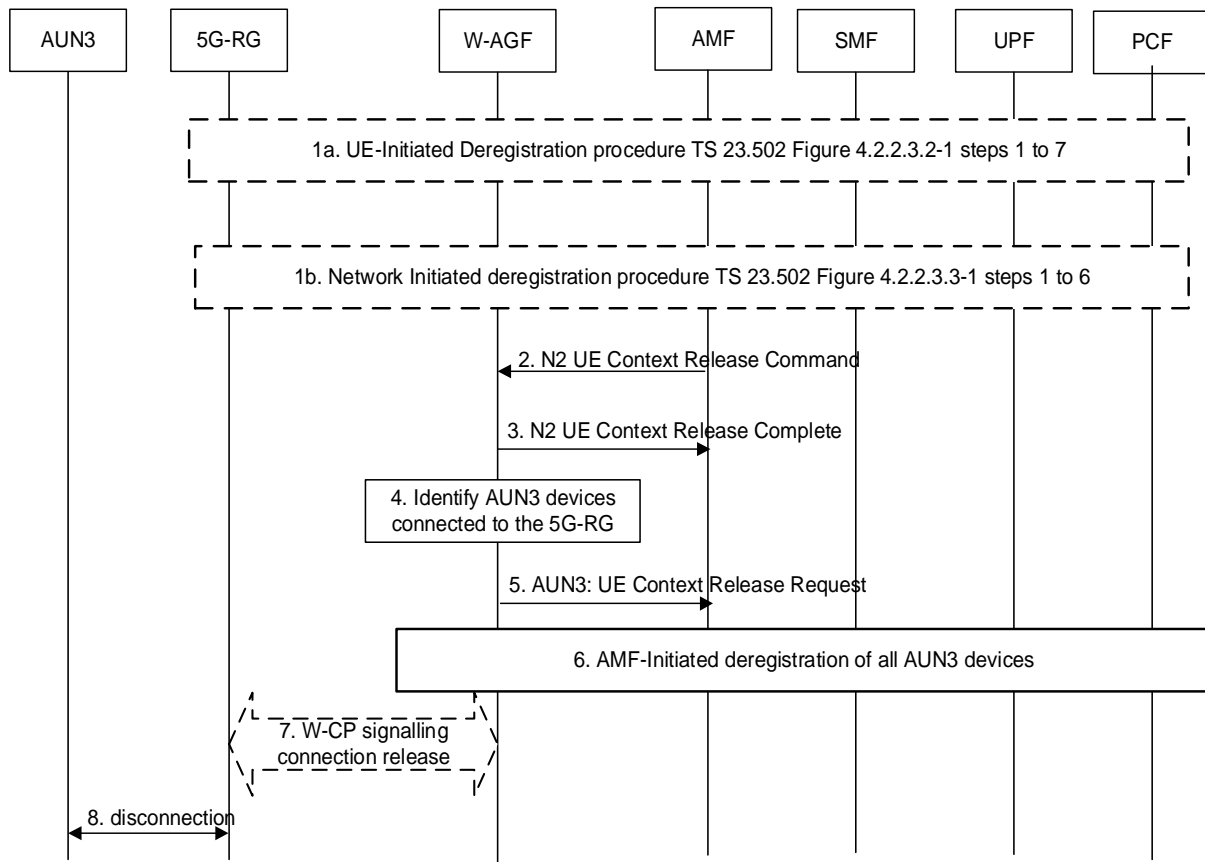 AUN3
5G-RG
W-AGF
AMF
SMF
UPF
PCF
1a. UE-Initiated Deregistration procedure TS 23.502 Figure 4.2.2.3.2-1 steps 1 to 7
1b. Network Initiated deregistration procedure TS 23.502 Figure 4.2.2.3.3-1 steps 1 to 6
2. N2 UE Context Release Command
3. N2 UE Context Release Complete
4. Identify AUN3 devices
connected to the 5G-RG
5. AUN3: UE Context Release Request
6. AMF-Initiated deregistration of all AUN3 devices
7. W-CP signalling
connection release
8. disconnection